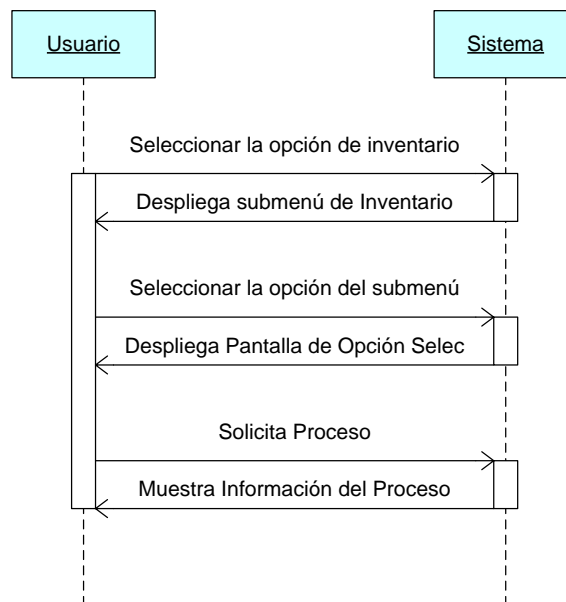 Usuario
Sistema
Seleccionar la opción de inventario
Despliega submenú de Inventario
Seleccionar la opción del submenú
Despliega Pantalla de Opción Selec
Solicita Proceso
Muestra Información del Proceso